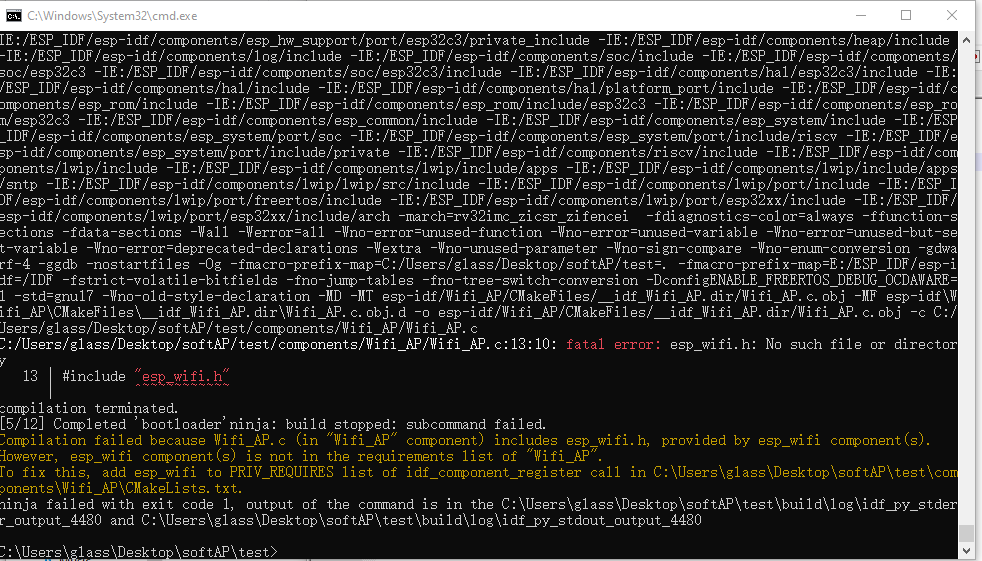 C:\Windows\System32\cmd.exe
IE:/ESP_IDF/esp-idf/components/esp_hw_support/port/esp32c3/private_include -IE:/ESP_IDF/esp-idf/components/heap/include
-IE:/ESP_IDF/esp-idf/components/log/include -IE:/ESP_IDF/esp-idf/components/soc/include -IE:/ESP_IDF/esp-idf/components/
soc/esp32c3 -IE:/ESP_IDF/esp-idf/components/soc/esp32c3/include -IE:/ESP_IDF/esp-idf/components/hal/esp32c3/include -IE:
/ESP_IDF/esp-idf/components/hal/include -IE:/ESP_IDF/esp-idf/components/hal/platform_port/include -IE:/ESP_IDF/esp-idf/c
omponents/esp_rom/include -IE:/ESP_IDF/esp-idf/components/esp_rom/include/esp32c3 -IE:/ESP_IDF/esp-idf/components/esp_ro
m/esp32c3 -IE:/ESP_IDF/esp-idf/components/esp_common/include -IE:/ESP_IDF/esp-idf/components/esp_system/include -IE:/ESP
_IDF/esp-idf/components/esp_system/port/soc -IE:/ESP_IDF/esp-idf/components/esp_system/port/include/riscv -IE:/ESP_IDF/e
sp-idf/components/esp_system/port/include/private -IE:/ESP_IDF/esp-idf/components/riscv/include -IE:/ESP_IDF/esp-idf/com
ponents/lwip/include -IE:/ESP_IDF/esp-idf/components/lwip/include/apps -IE:/ESP_IDF/esp-idf/components/lwip/include/apps
/sntp -IE:/ESP_IDF/esp-idf/components/lwip/lwip/src/include -IE:/ESP_IDF/esp-idf/components/lwip/port/include -IE:/ESP_I
DF/esp-idf/components/lwip/port/freertos/include -IE:/ESP_IDF/esp-idf/components/lwip/port/esp32xx/include -IE:/ESP_IDF/
esp-idf/components/lwip/port/esp32xx/include/arch -march=rv32imc_zicsr_zifencei  -fdiagnostics-color=always -ffunction-s
ections -fdata-sections -Wall -Werror=all -Wno-error=unused-function -Wno-error=unused-variable -Wno-error=unused-but-se
t-variable -Wno-error=deprecated-declarations -Wextra -Wno-unused-parameter -Wno-sign-compare -Wno-enum-conversion -gdwa
rf-4 -ggdb -nostartfiles -Og -fmacro-prefix-map=C:/Users/glass/Desktop/softAP/test=. -fmacro-prefix-map=E:/ESP_IDF/esp-i
df=/IDF -fstrict-volatile-bitfields -fno-jump-tables -fno-tree-switch-conversion -DconfigENABLE_FREERTOS_DEBUG_OCDAWARE=
1 -std=gnu17 -Wno-old-style-declaration -MD -MT esp-idf/Wifi_AP/CMakeFiles/__idf_Wifi_AP.dir/Wifi_AP.c.obj -MF esp-idf\W
ifi_AP\CMakeFiles\__idf_Wifi_AP.dir\Wifi_AP.c.obj.d -o esp-idf/Wifi_AP/CMakeFiles/__idf_Wifi_AP.dir/Wifi_AP.c.obj -c C:/
Users/glass/Desktop/softAP/test/components/Wifi_AP/Wifi_AP.c
C:/Users/glass/Desktop/softAP/test/components/Wifi_AP/Wifi_AP.c:13:10: fatal error: esp_wifi.h: No such file or director
y
13 | #include "esp_wifi.h"
| ^~~~~~~~~~~~
compilation terminated.
[5/12] Completed 'bootloader'ninja: build stopped: subcommand failed.
Compilation failed because Wifi_AP.c (in "Wifi_AP" component) includes esp_wifi.h, provided by esp_wifi component(s).
However, esp_wifi component(s) is not in the requirements list of "Wifi_AP".
To fix this, add esp_wifi to PRIV_REQUIRES list of idf_component_register call in C:\Users\glass\Desktop\softAP\test\com
ponents\Wifi_AP\CMakeLists.txt.
ninja failed with exit code 1, output of the command is in the C:\Users\glass\Desktop\softAP\test\build\log\idf_py_stder
r_output_4480 and C:\Users\glass\Desktop\softAP\test\build\log\idf_py_stdout_output_4480
C:\Users\glass\Desktop\softAP\test>